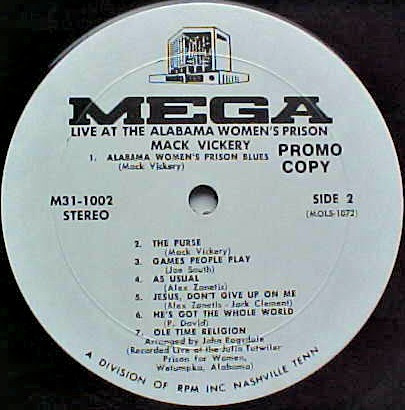 MEGA
LIVE AT THE ALABAMA WOMEN'S PRISON
MACK VICKERY
PROMO
COPY
1. ALABAMA WOMEN'S PRISON BLUES
(Mack Vickery)
M31-1002
STEREO
SIDE 2
(MOLS-1072)
2. THE PURSE
(Mack Vickery)
3. GAMES PEOPLE PLAY
(Joe South)
4. AS USUAL
(Alex Zanetis)
5. JESUS, DON'T GIVE UP ON ME
(Alex Zanetis - Jack Clement)
6. HE'S GOT THE WHOLE WORLD
(P. David)
7 OLE TIME RELIGION
Arranged by John Ragsdale
(Recorded Live at the Julia Tutwiler
Prison for Women,
Wetumpka, Alabama)
A DIVISION OF RPM INC NASHVILLE TENN